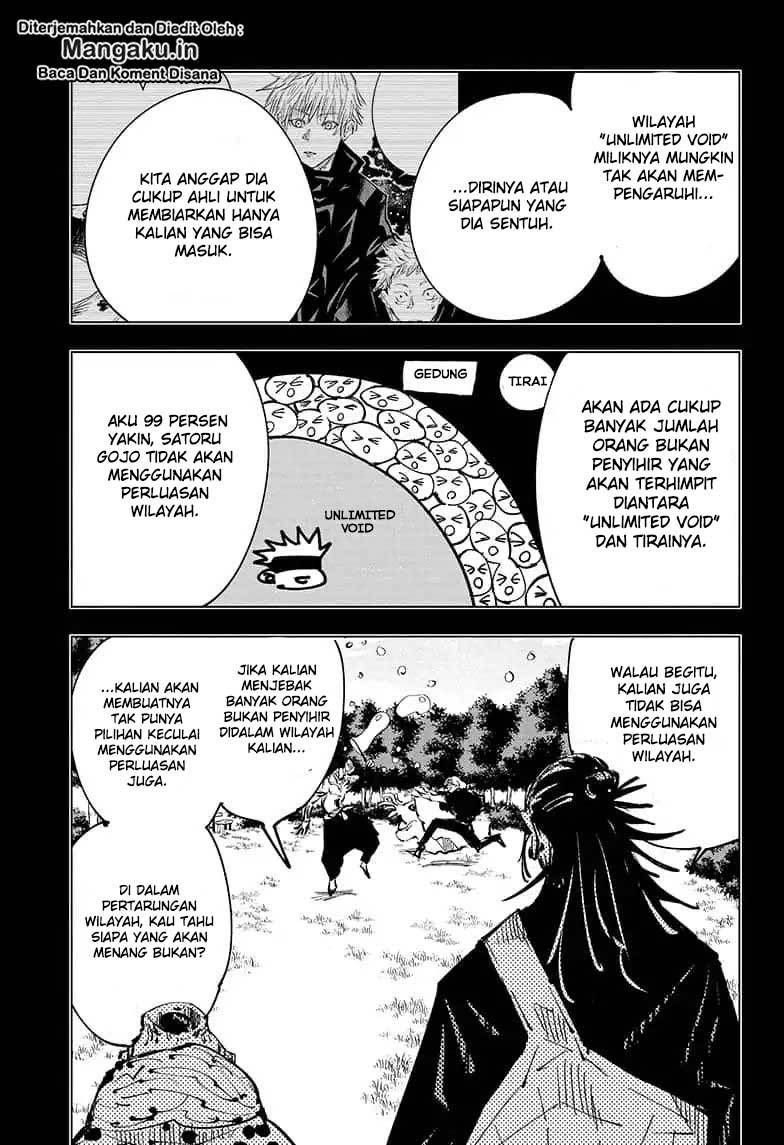 Diterjemahkan dan Diedit Oleh :
Mangaku.in
Baca Dan Koment Disana
WILAYAH
"UNLIMITED VOID"
MILIKNYA MUNGKIN
TAK AKAN MEM-
PENGARUHI...
...DIRINYA ATAU
SIAPAPUN YANG
DIA SENTUH.
KITA ANGGAP DIA
CUKUP AHLI UNTUK
MEMBIARKAN HANYA
KALIAN YANG BISA
MASUK.
AKAN ADA CUKUP
BANYAK JUMLAH
ORANG BUKAN
PENYIHIR YANG
AKAN TERHIMPIT
DIANTARA
"UNLIMITED VOID"
DAN TIRAINYA.
TIRAI
GEDUNG
UNLIMITED
VOID
AKU 99 PERSEN
YAKIN, SATORU
GOJO TIDAK AKAN
MENGGUNAKAN
PERLUASAN
WILAYAH.
WALAU BEGITU,
KALIAN JUGA
TIDAK BISA
MENGGUNAKAN
PERLUASAN
WILAYAH.
JIKA KALIAN
MENJEBAK
BANYAK ORANG
BUKAN PENYIHIR
DIDALAM WILAYAH
KALIAN...
...KALIAN AKAN
MEMBUATNYA
TAK PUNYA
PILIHAN KECULAI
MENGGUNAKAN
PERLUASAN
JUGA.
DI DALAM
PERTARUNGAN
WILAYAH, KAU TAHU
SIAPA YANG AKAN
MENANG BUKAN?